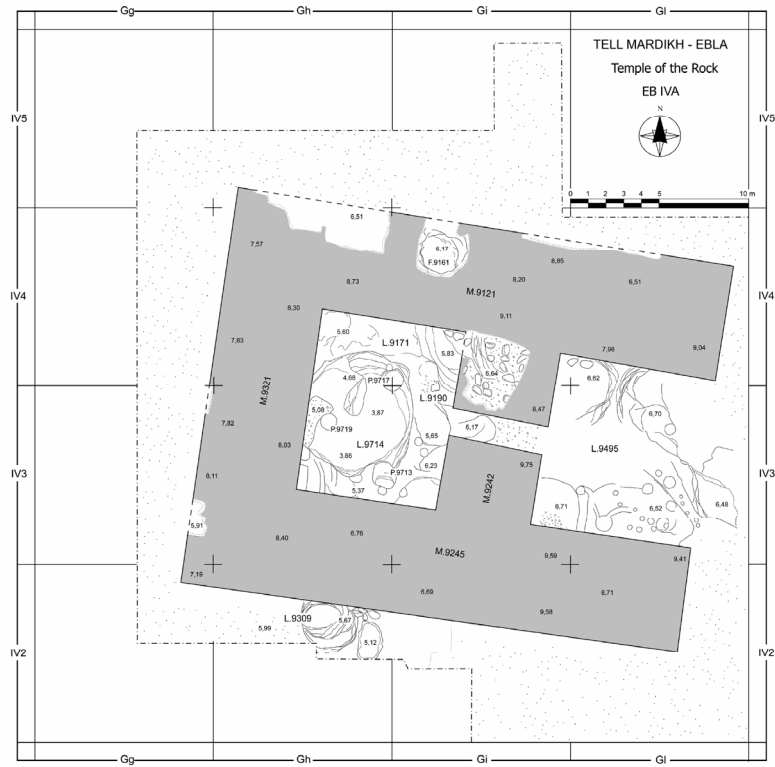 Gg Gh Gi Gl
TELL MARDIKH - EBLA
Temple of the Rock
EB IVA
N
IV5 IV5
0 1 2 3 4 5 10 m
6,51
7,57
6,17
F.9161
8,85
8,73
8,20
6,51
M.9121
IV4 IV4
8,30
9,11
5,60
7,83
L.9171
5,83
7,96
9,04
6,64
4,68
P.9717
6,62
M.9321
L.9190
5,08
3,87
8,47
6,70
7,82
P.9719
6,17
5,65
8,03
L.9714
L.9495
3,86
6,23
9,75
IV3 IV3
8,11
P.9713
M.9242
5,37
6,71
6,52
6,48
5,91
8,40
6,76
M.9245
9,59
9,41
7,19
6,69
8,71
L.9309
5,67
9,58
5,99
5,12
IV2 IV2
Gg Gh Gi Gl